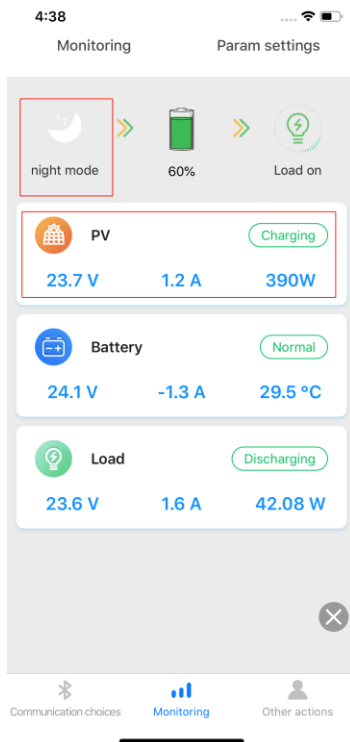 4:38
Monitoring Param settings
night mode 60% Load on
PV Charging
23.7 V 1.2 A 390W
Battery Normal
24.1 V -1.3 A 29.5 °C
Load Discharging
23.6 V 1.6 A 42.08 W
Communication choices Monitoring Other actions